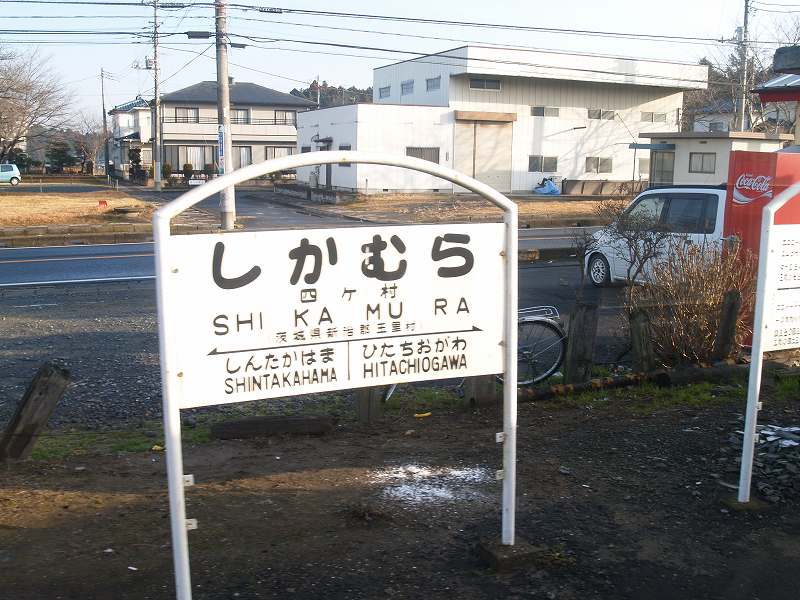 しかむら
四ケ村
SHI KA MU RA
茨城県新治郡玉里村
しんたかはま ひたちおがわ
SHINTAKAHAMA HITACHIOGAWA
Coca-Cola